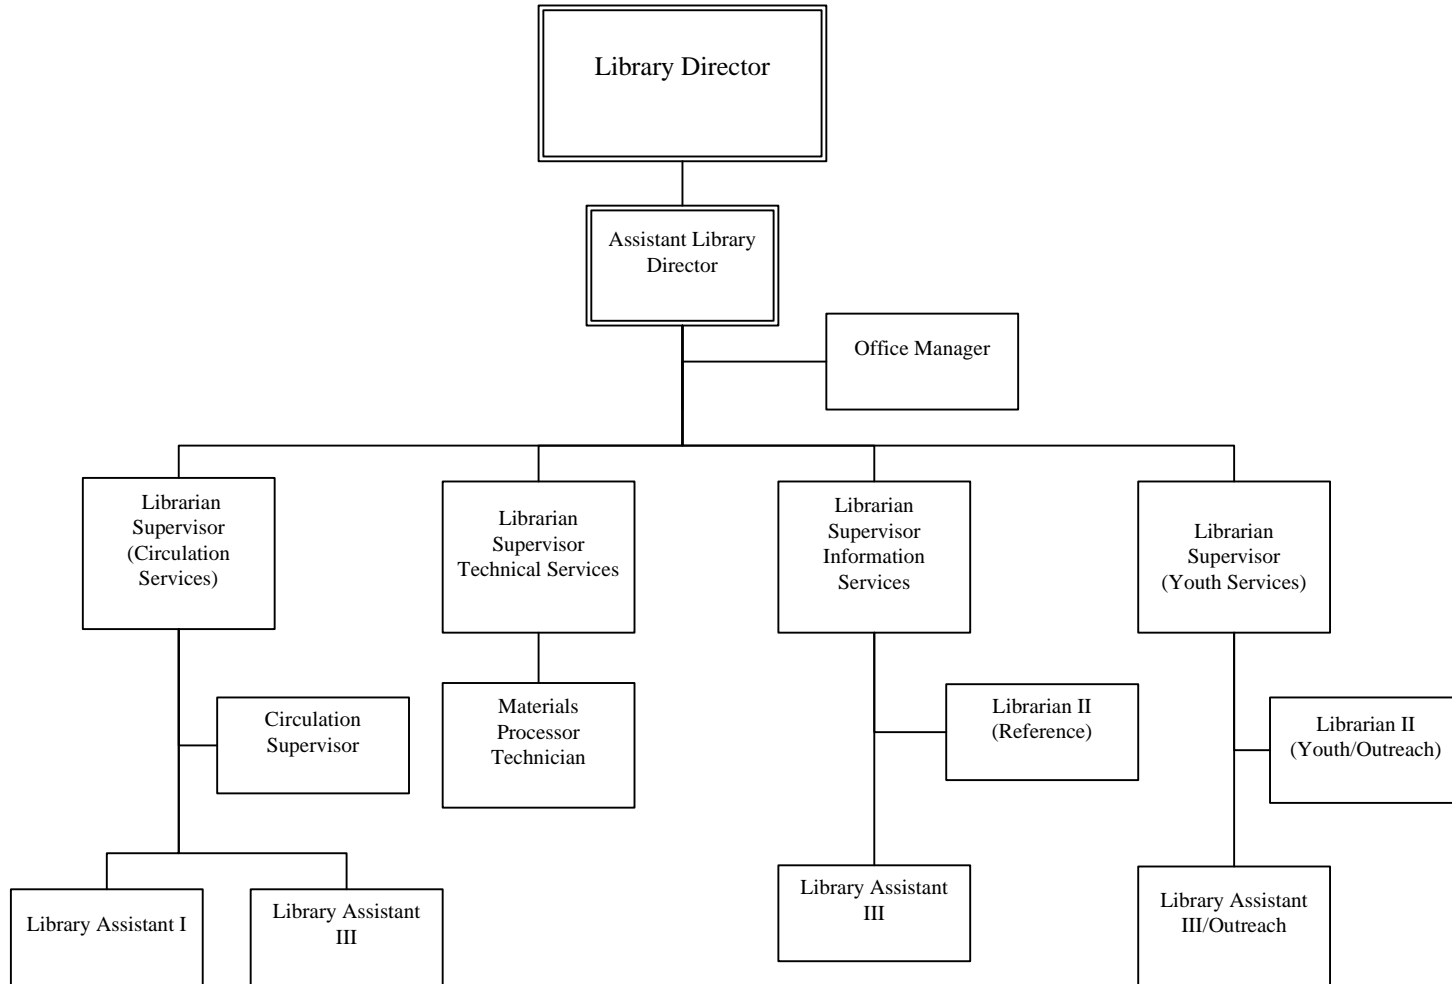 Library Director
Assistant Library
Director
Office Manager
Librarian
Supervisor
(Circulation
Services)
Librarian
Supervisor
Technical Services
Librarian
Supervisor
Information
Services
Librarian
Supervisor
(Youth Services)
Circulation
Supervisor
Materials
Processor
Technician
Librarian II
(Reference)
Librarian II
(Youth/Outreach)
Library Assistant I
Library Assistant
III
Library Assistant
III
Library Assistant
III/Outreach